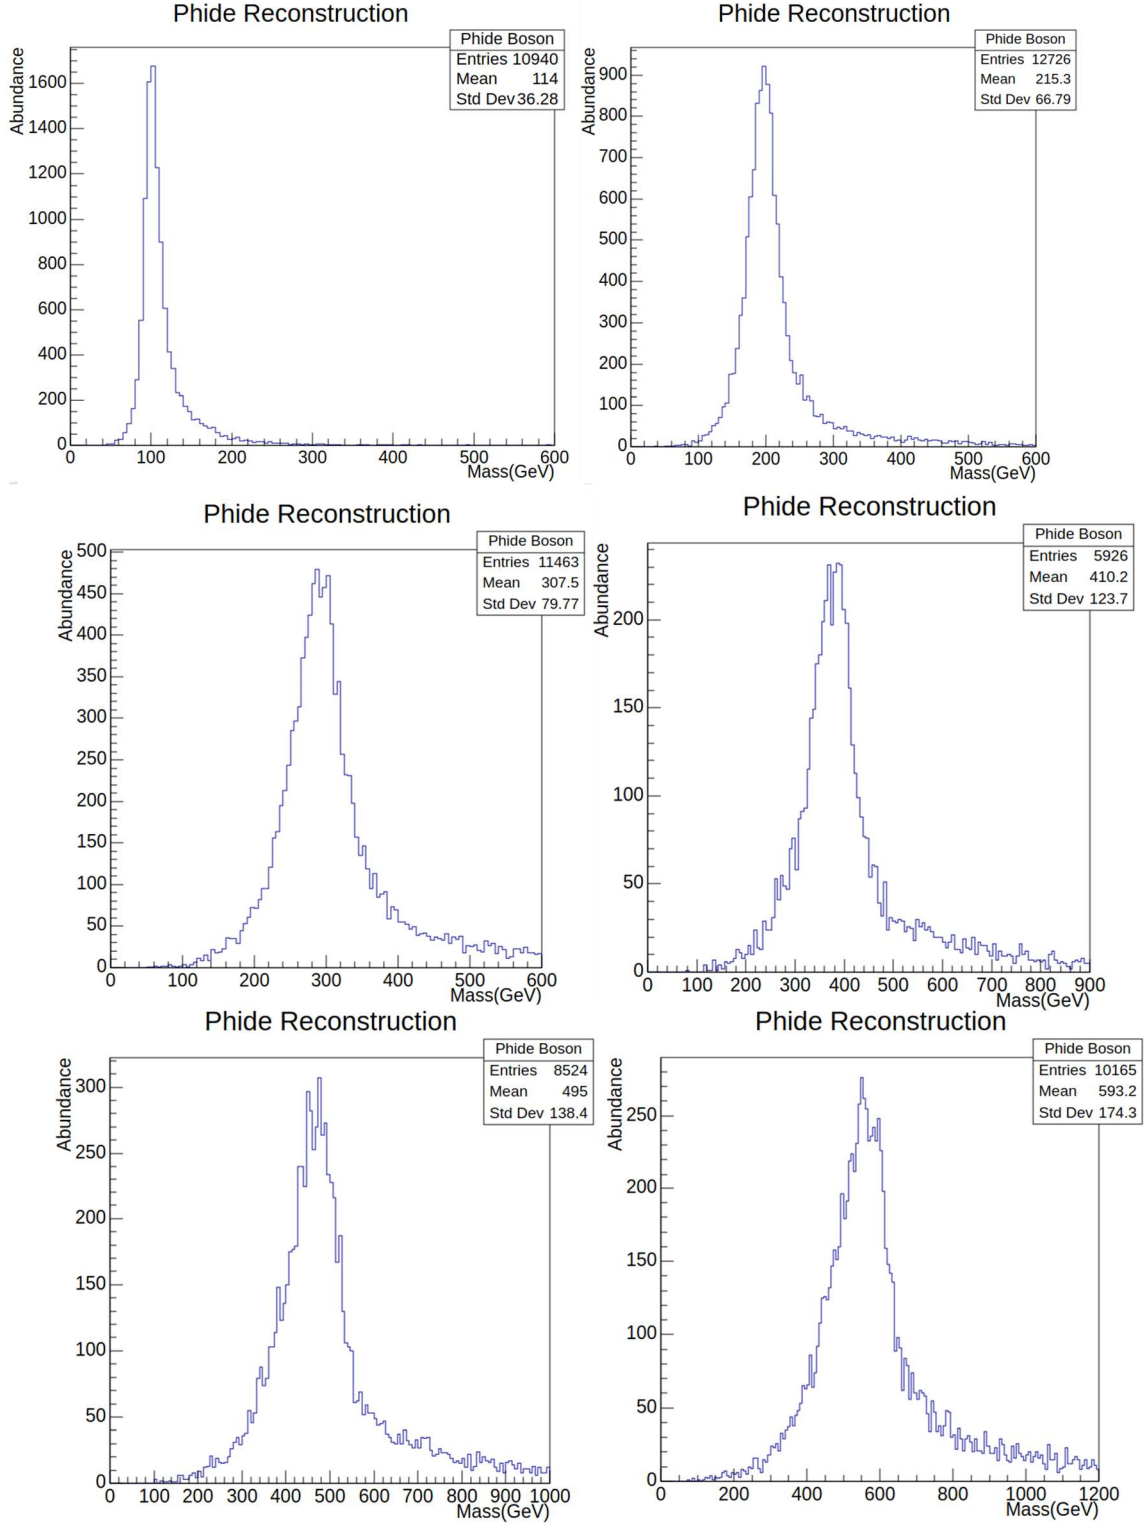 Phide Reconstruction
Phide Boson
Entries 10940
Mean 114
Std Dev 36.28
Abundance
1600
1400
1200
1000
800
600
400
200
0
0 100 200 300 400 500 600
Mass(GeV)
Phide Reconstruction
Phide Boson
Entries 12726
Mean 215.3
Std Dev 66.79
Abundance
900
800
700
600
500
400
300
200
100
0
0 100 200 300 400 500 600
Mass(GeV)
Phide Reconstruction
Phide Boson
Entries 11463
Mean 307.5
Std Dev 79.77
Abundance
500
450
400
350
300
250
200
150
100
50
0
0 100 200 300 400 500 600
Mass(GeV)
Phide Reconstruction
Phide Boson
Entries 5926
Mean 410.2
Std Dev 123.7
Abundance
200
150
100
50
0
0 100 200 300 400 500 600 700 800 900
Mass(GeV)
Phide Reconstruction
Phide Boson
Entries 8524
Mean 495
Std Dev 138.4
Abundance
300
250
200
150
100
50
0
0 100 200 300 400 500 600 700 800 900 1000
Mass(GeV)
Phide Reconstruction
Phide Boson
Entries 10165
Mean 593.2
Std Dev 174.3
Abundance
250
200
150
100
50
0
0 200 400 600 800 1000 1200
Mass(GeV)